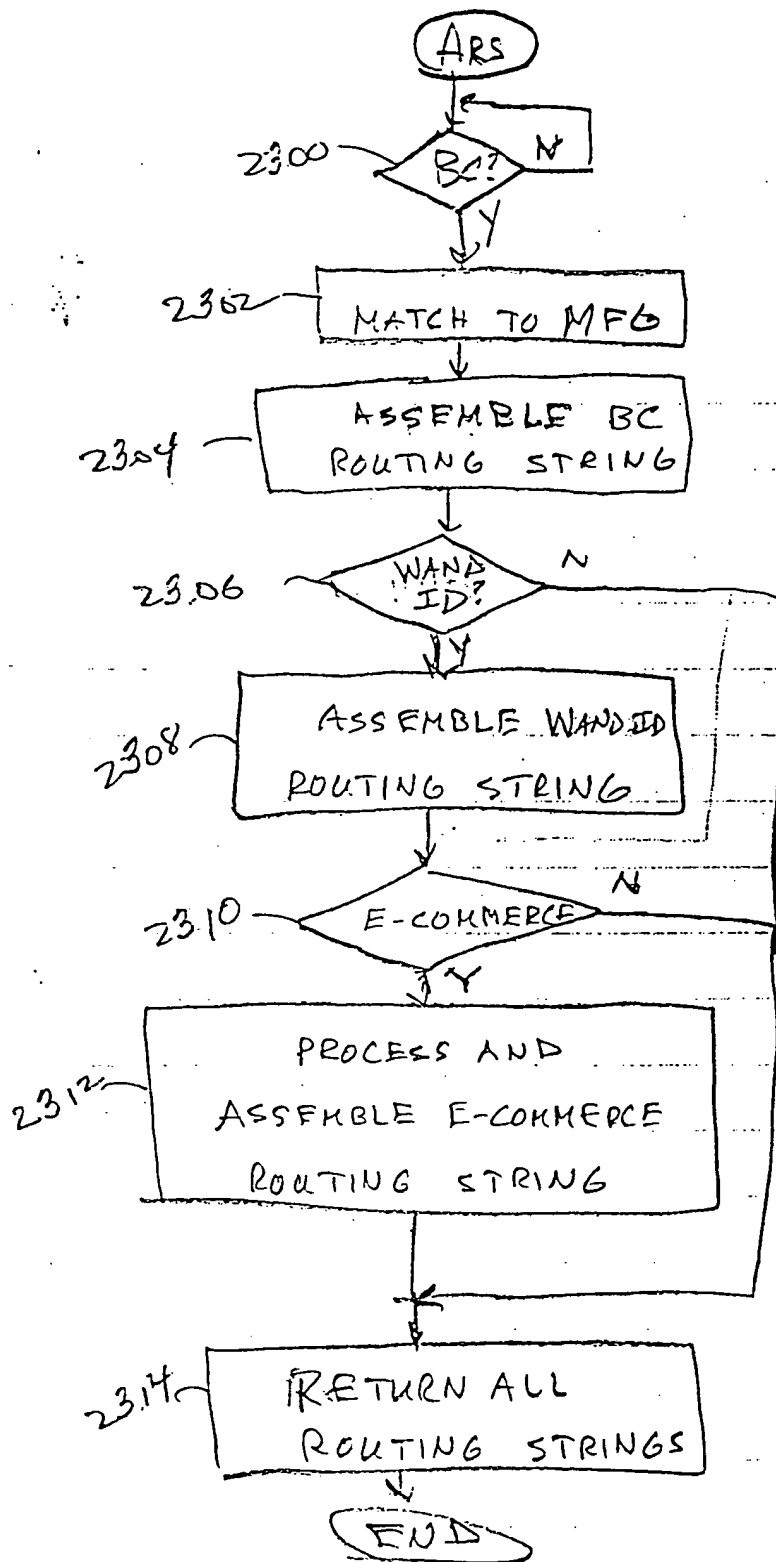 ARS
2300
BC?
N
Y
2302
MATCH TO MFG
2304
ASSEMBLE BC
ROUTING STRING
2306
WAND
ID?
N
Y
2308
ASSEMBLE WAND ID
ROUTING STRING
2310
E-COMMERCE
N
Y
2312
PROCESS AND
ASSEMBLE E-COMMERCE
ROUTING STRING
2314
RETURN ALL
ROUTING STRINGS
END